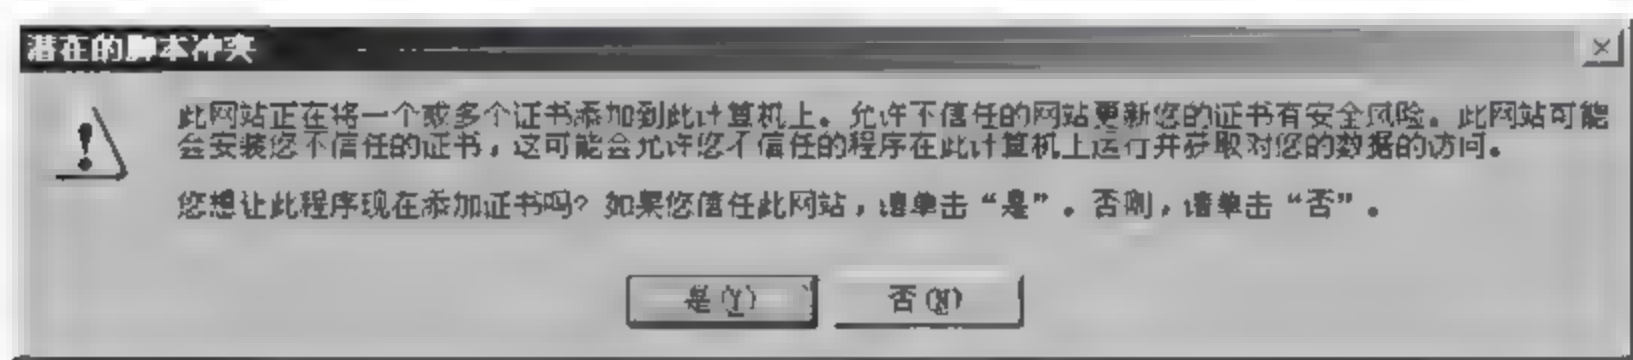 潜在的脚本冲突
此网站正在将一个或多个证书添加到此计算机上。允许不信任的网站更新您的证书有安全风险。此网站可能
会安装您不信任的证书，这可能会允许您不信任的程序在此计算机上运行并获取对您的数据的访问。
您想让此程序现在添加证书吗? 如果您信任此网站，请单击“是”。否则，请单击“否”。
是(Y)
否(N)